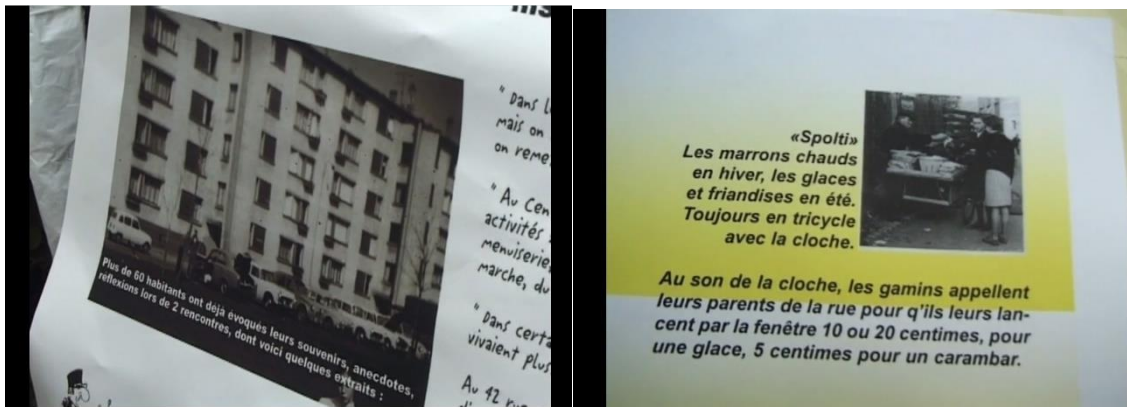 Plus de 60 habitants ont déjà évoqués leurs souvenirs, anecdotes,
reflexions lors de 2 rencontres, dont voici quelques extraits :
" Dans
mais on
on
" Au Cen
activités
menuiserie,
marche, du
" Dans certa
vivaient plus
Au 42
«Spolti»
Les marrons chauds
en hiver, les glaces
et friandises en été.
Toujours en tricycle
avec la cloche.
Au son de la cloche, les gamins appellent
leurs parents de la rue pour q'ils leurs lan-
cent par la fenêtre 10 ou 20 centimes, pour
une glace, 5 centimes pour un carambar.